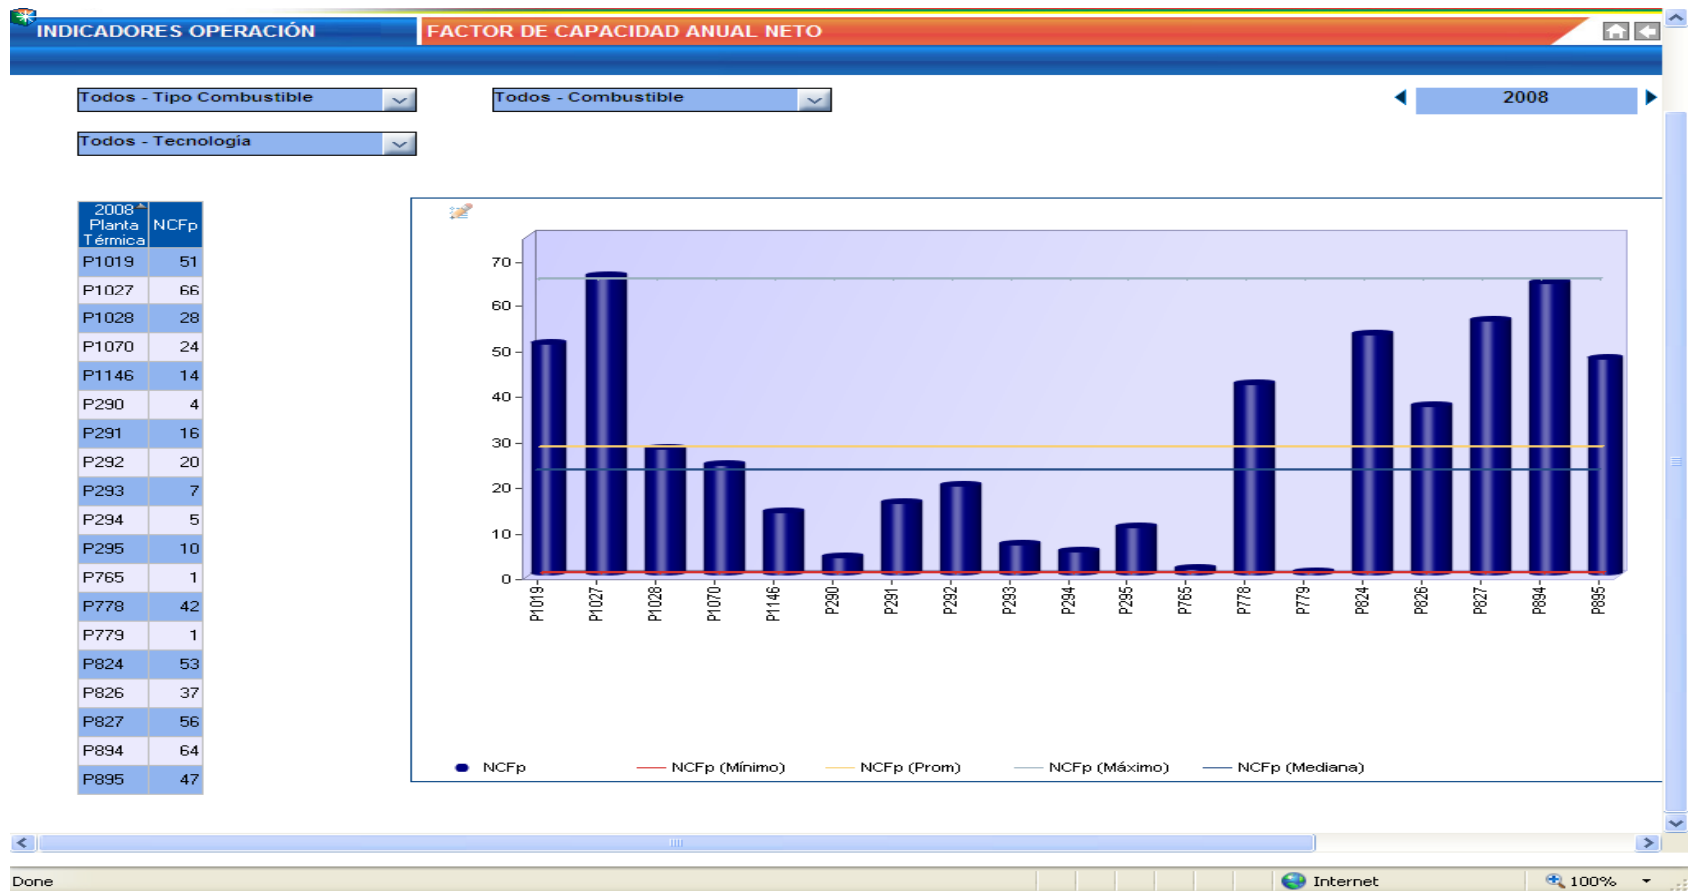 INDICADORES OPERACIÓN
FACTOR DE CAPACIDAD ANUAL NETO
Todos - Tipo Combustible
Todos - Combustible
2008
Todos - Tecnología
2008
Planta
Térmica
NCFp
P1019 51
P1027 66
P1028 28
P1070 24
P1146 14
P290 4
P291 16
P292 20
P293 7
P294 5
P295 10
P765 1
P778 42
P779 1
P824 53
P826 37
P827 56
P894 64
P895 47
70
60
50
40
30
20
10
0
P1019
P1027
P1028
P1070
P1146
P290
P291
P292
P293
P294
P295
P765
P778
P779
P824
P826
P827
P894
P895
NCFp
NCFp (Mínimo)
NCFp (Prom)
NCFp (Máximo)
NCFp (Mediana)
Done
Internet
100%